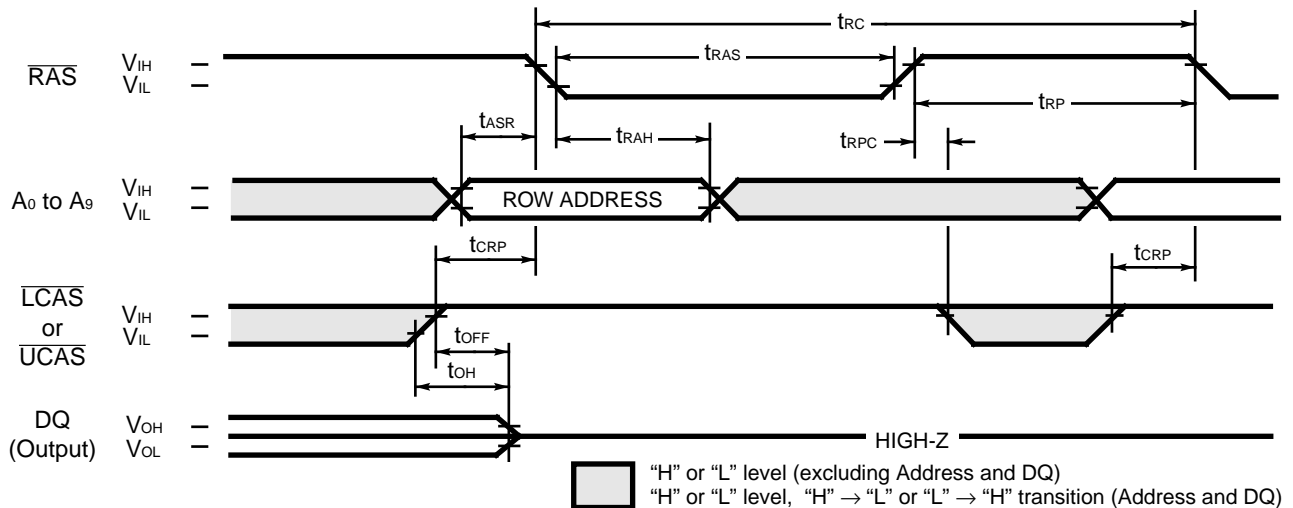 tRC
RAS
VIH
VIL
tRAS
tRP
tASR
tRAH
tRPC
A0 to A9
VIH
VIL
ROW ADDRESS
tCRP
tCRP
LCAS
or
UCAS
VIH
VIL
tOFF
tOH
DQ
(Output)
VOH
VOL
HIGH-Z
“H” or “L” level (excluding Address and DQ)
“H” or “L” level, “H” → “L” or “L” → “H” transition (Address and DQ)